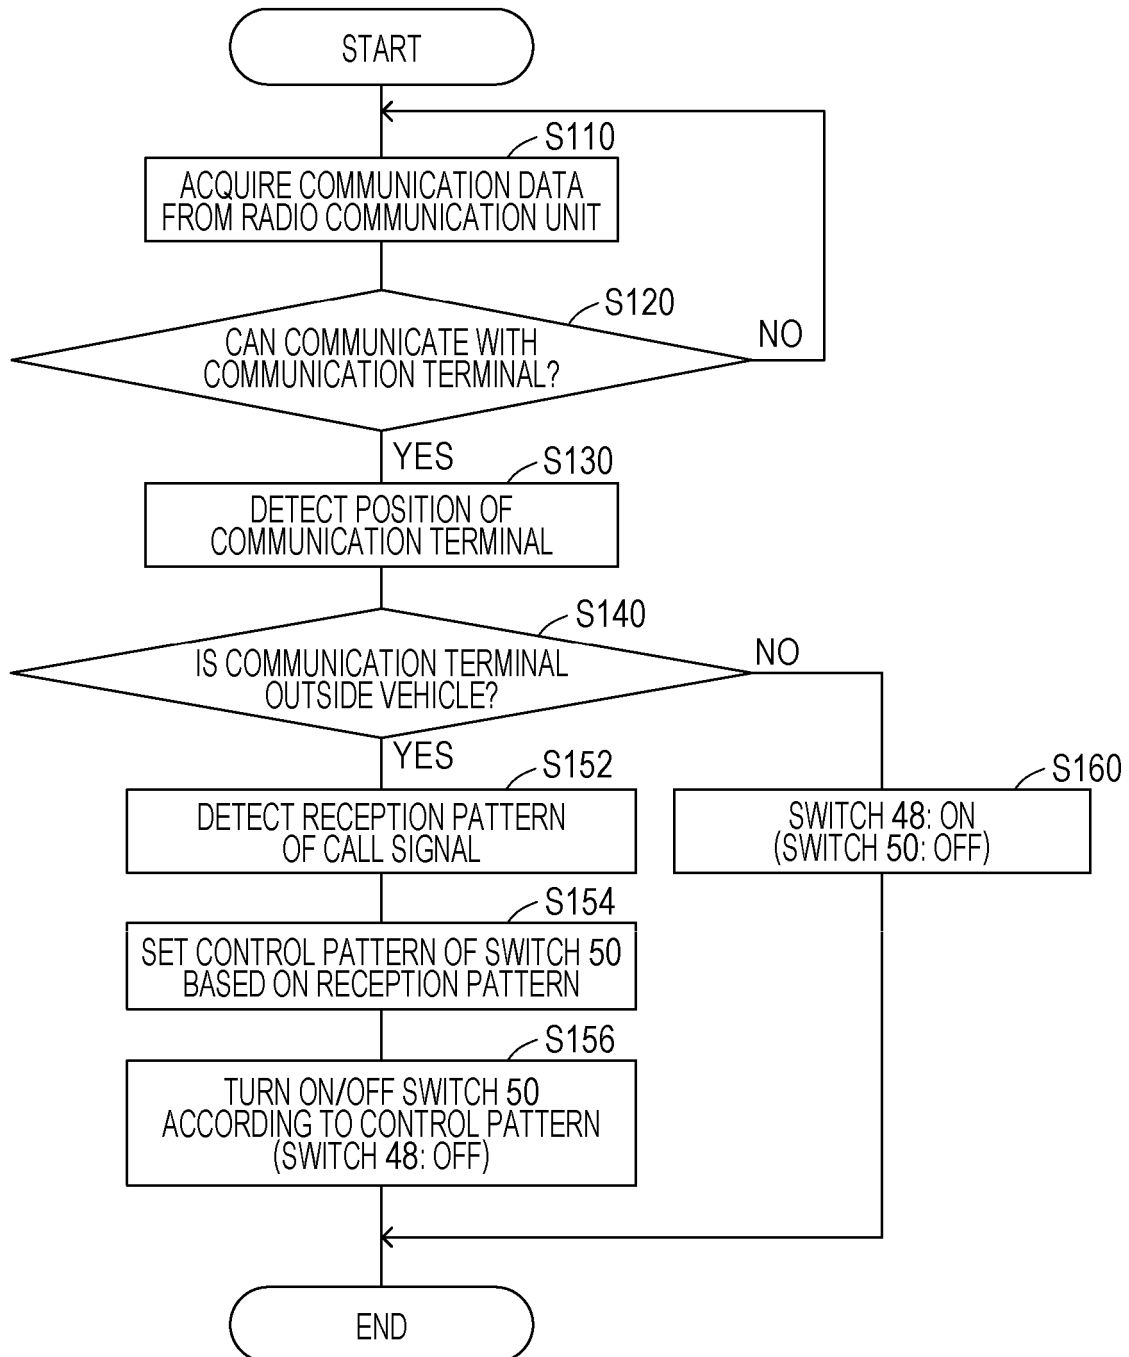 START
S110
ACQUIRE COMMUNICATION DATA
FROM RADIO COMMUNICATION UNIT
S120
CAN COMMUNICATE WITH
COMMUNICATION TERMINAL?
NO
YES
S130
DETECT POSITION OF
COMMUNICATION TERMINAL
S140
IS COMMUNICATION TERMINAL
OUTSIDE VEHICLE?
NO
YES
S152
DETECT RECEPTION PATTERN
OF CALL SIGNAL
S160
SWITCH 48: ON
(SWITCH 50: OFF)
S154
SET CONTROL PATTERN OF SWITCH 50
BASED ON RECEPTION PATTERN
S156
TURN ON/OFF SWITCH 50
ACCORDING TO CONTROL PATTERN
(SWITCH 48: OFF)
END